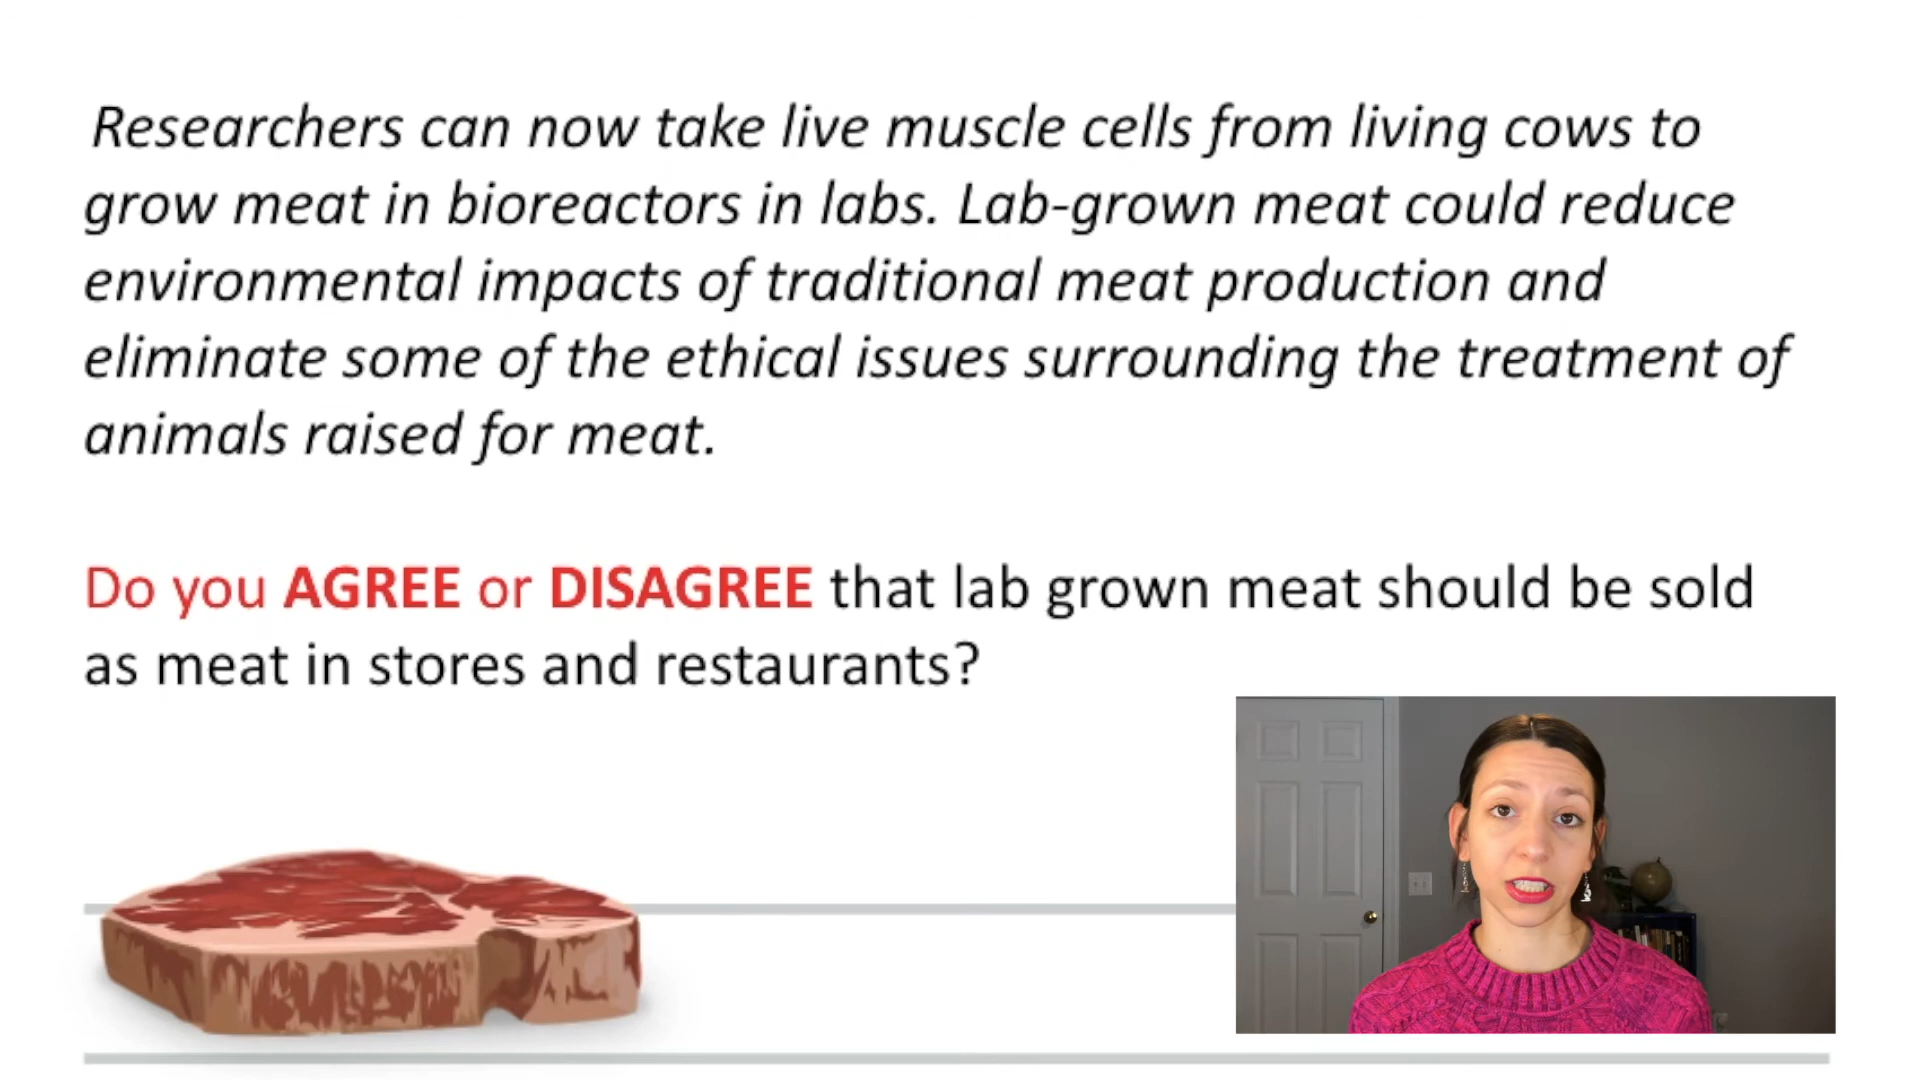 Researchers can now take live muscle cells from living cows to
grow meat in bioreactors in labs. Lab-grown meat could reduce
environmental impacts of traditional meat production and
eliminate some of the ethical issues surrounding the treatment of
animals raised for meat.
Do you AGREE or DISAGREE that lab grown meat should be sold
as meat in stores and restaurants?